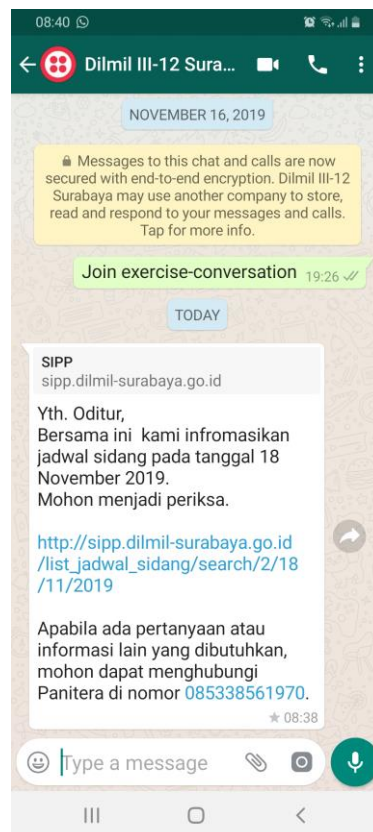 08:40
Dilmil III-12 Sura...
NOVEMBER 16, 2019
Messages to this chat and calls are now
secured with end-to-end encryption. Dilmil III-12
Surabaya may use another company to store,
read and respond to your messages and calls.
Tap for more info.
Join exercise-conversation 19:26
TODAY
SIPP
sipp.dilmil-surabaya.go.id
Yth. Oditur,
Bersama ini kami infromasikan
jadwal sidang pada tanggal 18
November 2019.
Mohon menjadi periksa.
http://sipp.dilmil-surabaya.go.id
/list_jadwal_sidang/search/2/18
/11/2019
Apabila ada pertanyaan atau
informasi lain yang dibutuhkan,
mohon dapat menghubungi
Panitera di nomor 085338561970.
08:38
Type a message